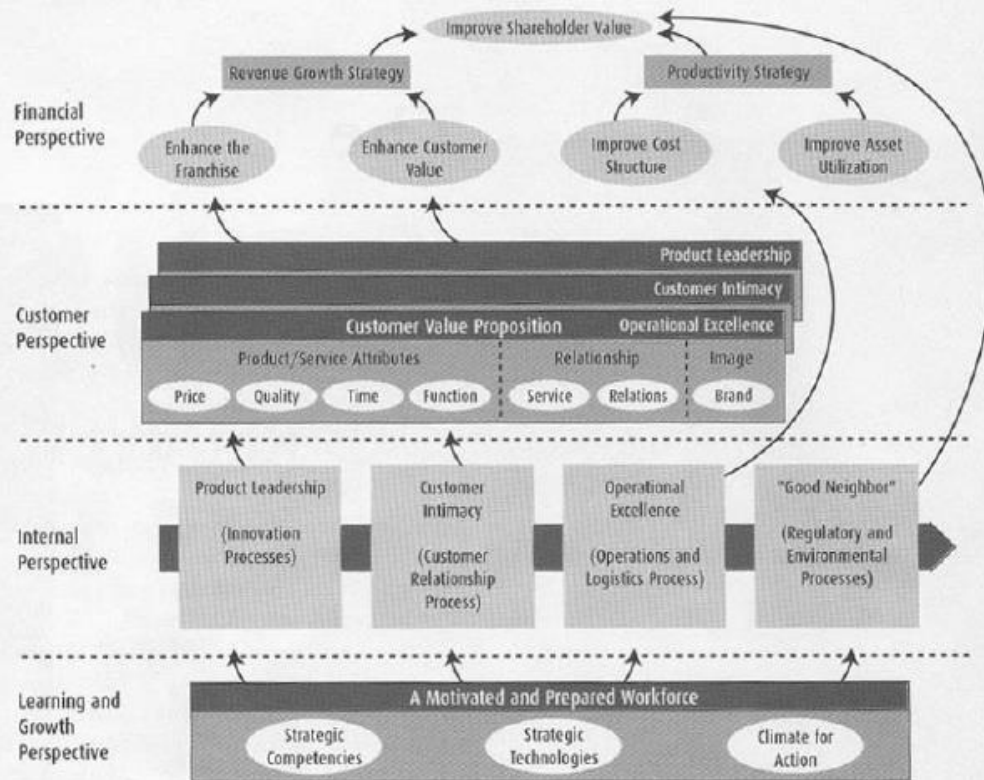 Improve Shareholder Value
Revenue Growth Strategy
Productivity Strategy
Financial
Perspective
Enhance the
Franchise
Enhance Customer
Value
Improve Cost
Structure
Improve Asset
Utilization
Product Leadership
Customer Intimacy
Customer
Perspective
Customer Value Proposition
Operational Excellence
Product/Service Attributes
Relationship
Image
Price
Quality
Time
Function
Service
Relations
Brand
Internal
Perspective
Product Leadership
(Innovation
Processes)
Customer
Intimacy
(Customer
Relationship
Process)
Operational
Excellence
(Operations and
Logistics Process)
"Good Neighbor"
(Regulatory and
Environmental
Processes)
Learning and
Growth
Perspective
A Motivated and Prepared Workforce
Strategic
Competencies
Strategic
Technologies
Climate for
Action